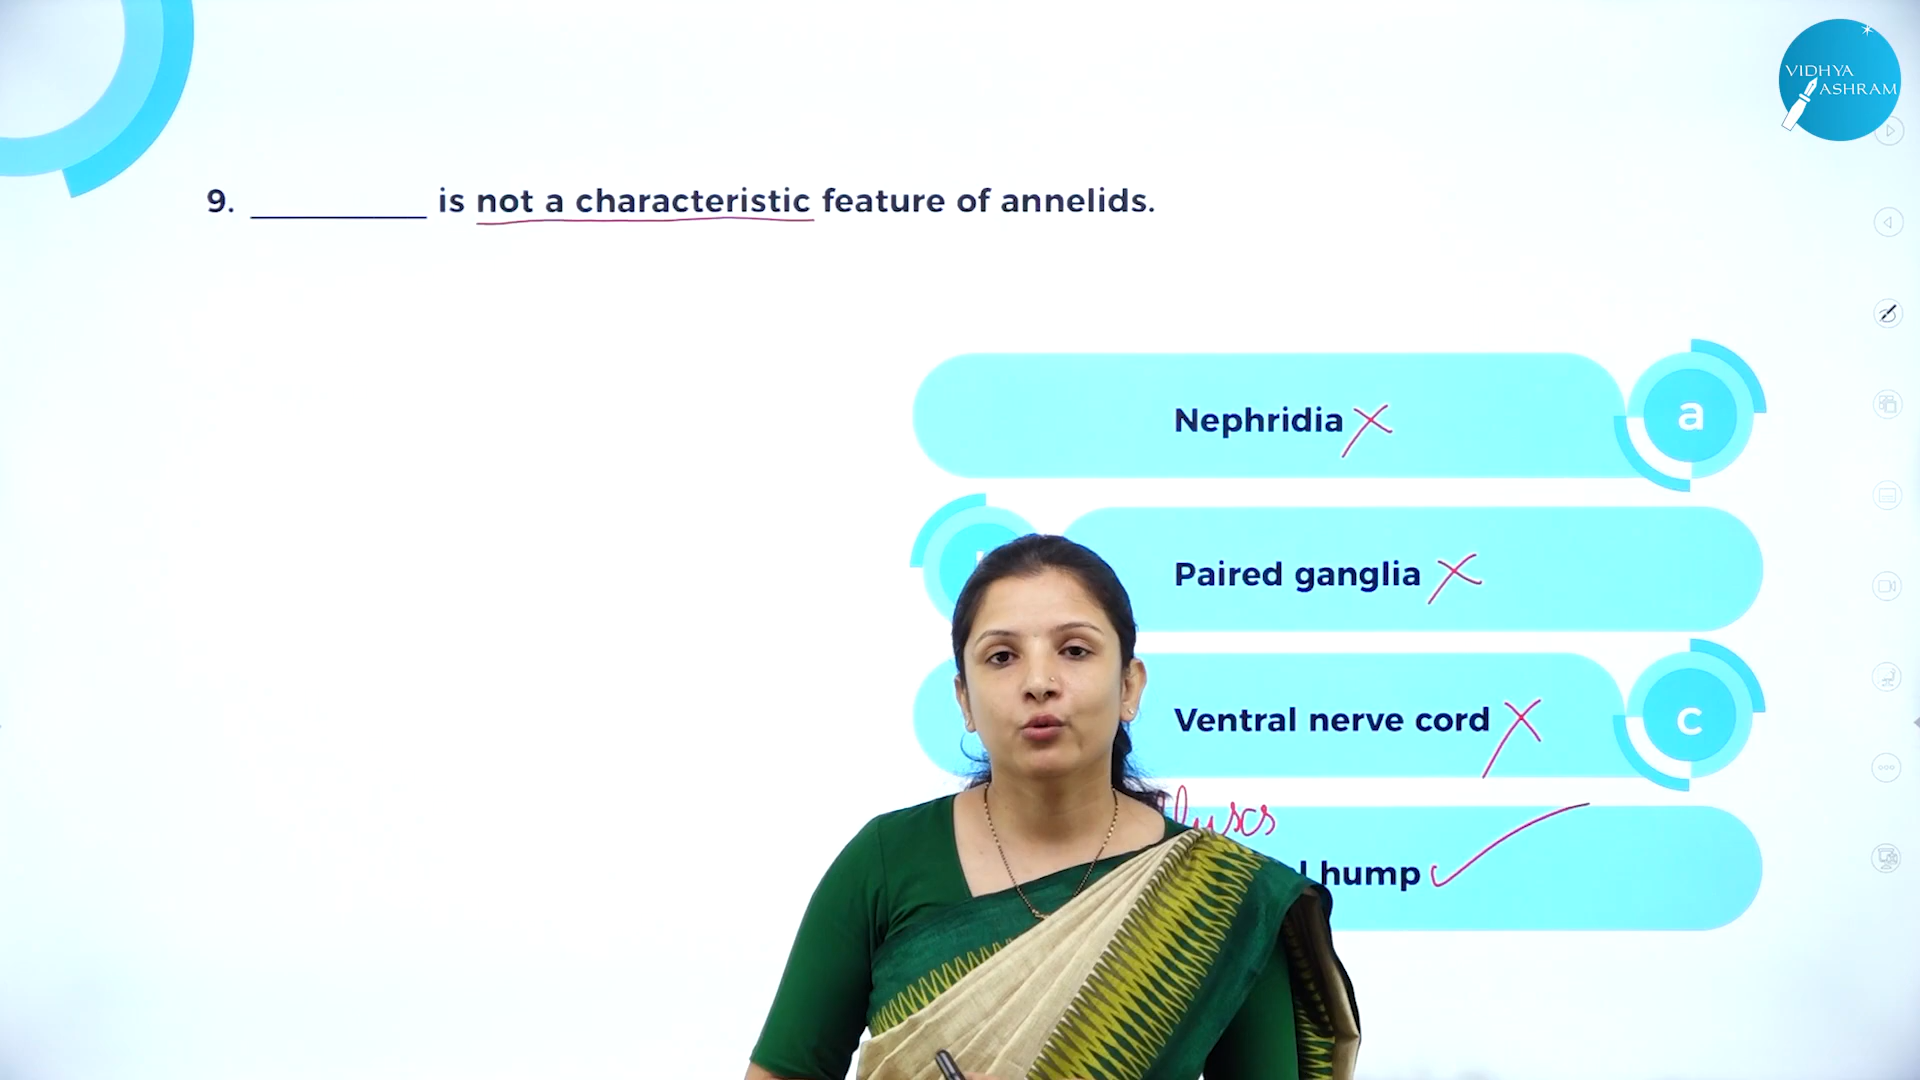 VIDHYA
ASHRAM
9. __________ is not a characteristic feature of annelids.
Nephridia
a
Paired ganglia
Ventral nerve cord
c
hump